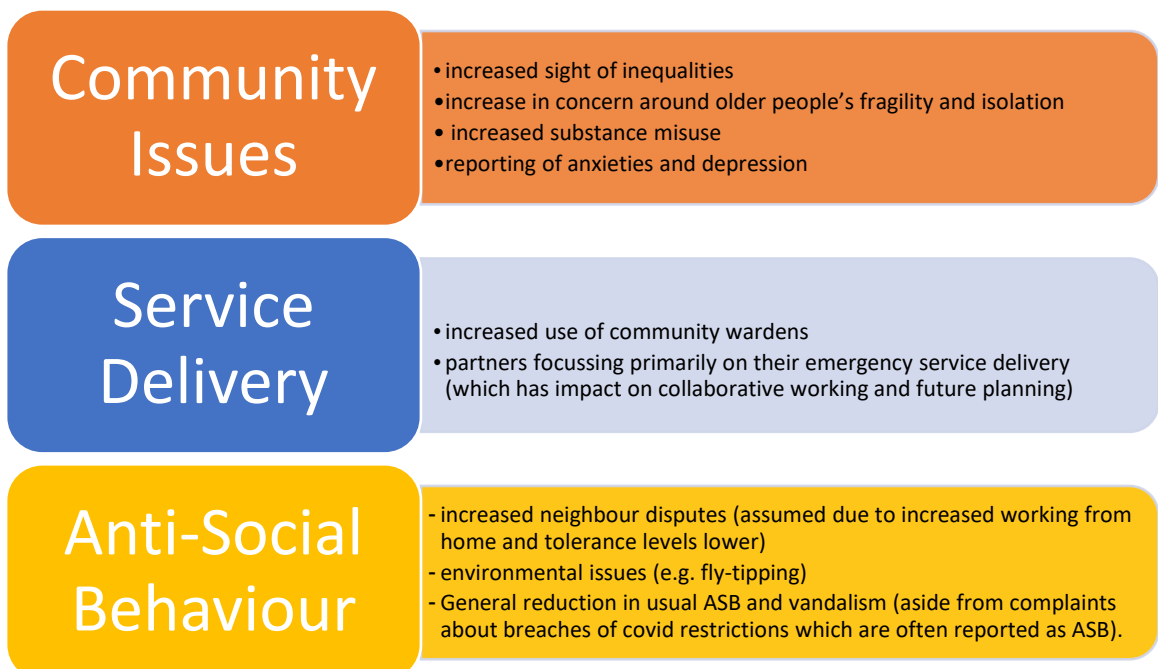 Community
Issues
• increased sight of inequalities
•increase in concern around older people’s fragility and isolation
• increased substance misuse
•reporting of anxieties and depression
Service
Delivery
• increased use of community wardens
• partners focussing primarily on their emergency service delivery
(which has impact on collaborative working and future planning)
Anti-Social
Behaviour
- increased neighbour disputes (assumed due to increased working from
home and tolerance levels lower)
- environmental issues (e.g. fly-tipping)
- General reduction in usual ASB and vandalism (aside from complaints
about breaches of covid restrictions which are often reported as ASB).